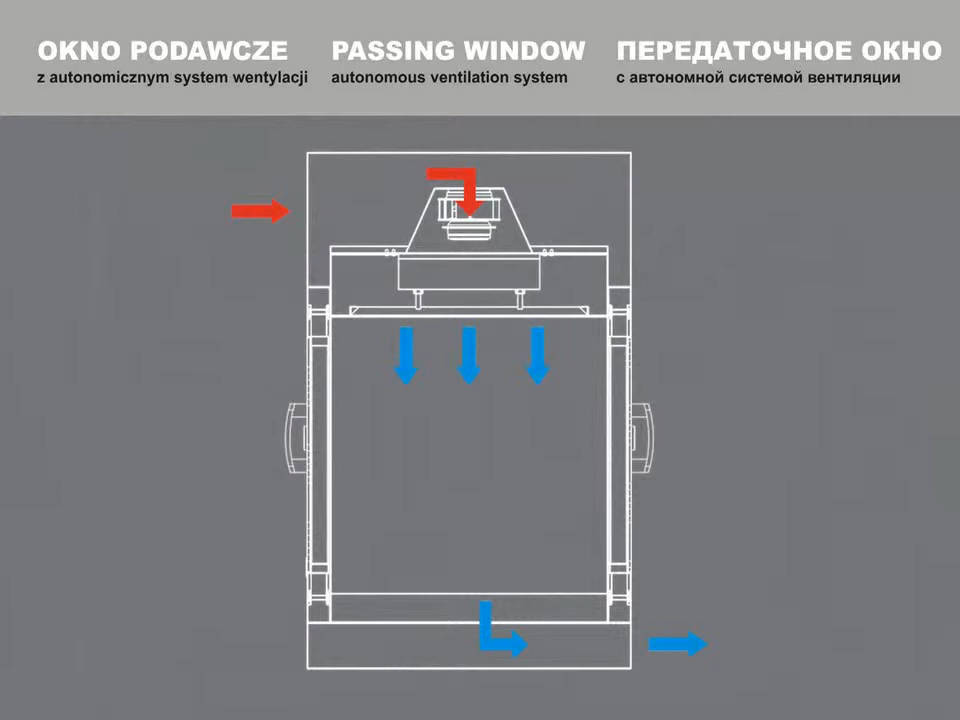 OKNO PODAWCZE
z autonomicznym system wentylacji
PASSING WINDOW
autonomous ventilation system
ПЕРЕДАТОЧНОЕ ОКНО
с автономной системой вентиляции